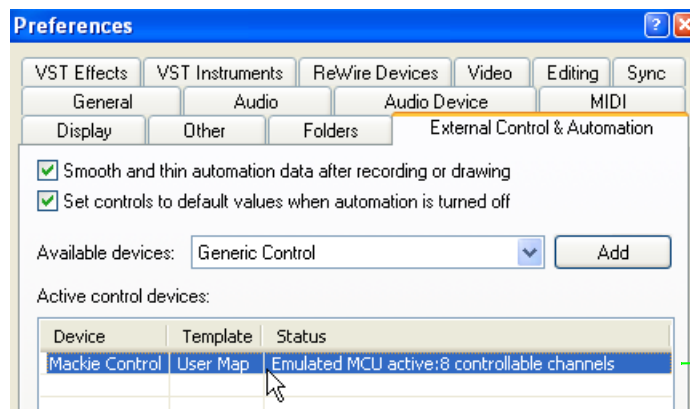 Preferences
VST Effects VST Instruments ReWire Devices Video Editing Sync
General Audio Audio Device MIDI
Display Other Folders External Control & Automation
Smooth and thin automation data after recording or drawing
Set controls to default values when automation is turned off
Available devices: Generic Control Add
Active control devices:
Device Template Status
Mackie Control User Map Emulated MCU active:8 controllable channels